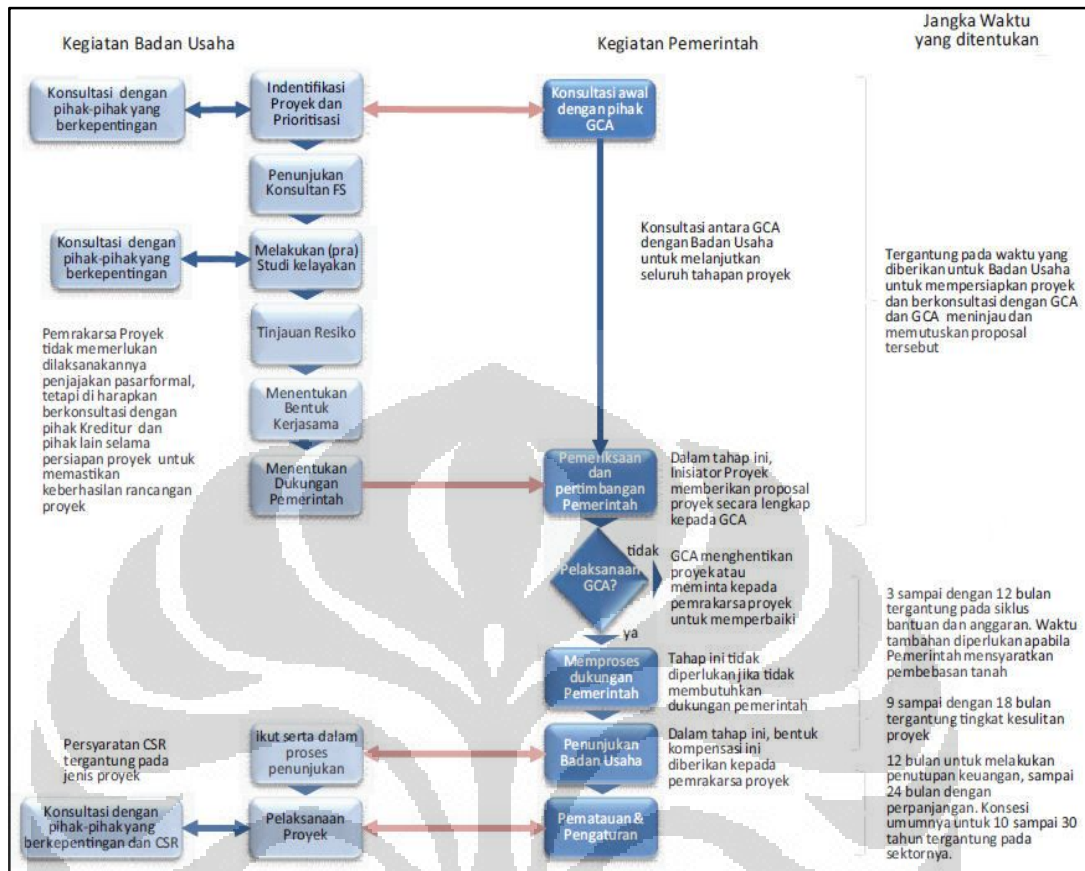 Kegiatan Badan Usaha
Kegiatan Pemerintah
Jangka Waktu
yang ditentukan
Konsultasi dengan
pihak-pihak yang
berkepentingan
Indentifikasi
Proyek dan
Prioritisasi
Konsultasi awal
dengan pihak
GCA
Penunjukan
Konsultan FS
Konsultasi dengan
pihak-pihak yang
berkepentingan
Melakukan (pra)
Studi kelayakan
Konsultasi antara GCA
dengan Badan Usaha
untuk melanjutkan
seluruh tahapan proyek
Tergantung pada waktu yang
diberikan untuk Badan Usaha
untuk mempersiapkan proyek
dan berkonsultasi dengan GCA
dan GCA meninjau dan
memutuskan proposal
tersebut
Tinjauan Resiko
Pemrakarsa Proyek
tidak memerlukan
dilaksanakannya
penjajakan pasarformal,
tetapi di harapkan
berkonsultasi dengan
pihak Kreditur dan
pihak lain selama
persiapan proyek untuk
memastikan
keberhasilan rancangan
proyek
Menentukan
Bentuk
Kerjasama
Menentukan
Dukungan
Pemerintah
Pemeriksaan
dan
pertimbangan
Pemerintah
Dalam tahap ini,
Inisiator Proyek
memberikan proposal
proyek secara lengkap
kepada GCA
Pelaksanaan
GCA?
tidak
GCA menghentikan
proyek atau
meminta kepada
pemrakarsa proyek
untuk memperbaiki
ya
3 sampai dengan 12 bulan
tergantung pada siklus
bantuan dan anggaran. Waktu
tambahan diperlukan apabila
Pemerintah mensyaratkan
pembebasan tanah
Memproses
dukungan
Pemerintah
Tahap ini tidak
diperlukan jika tidak
membutuhkan
dukungan pemerintah
9 sampai dengan 18 bulan
tergantung tingkat kesulitan
proyek
Persyaratan CSR
tergantung pada
jenis proyek
ikut serta dalam
proses
penunjukan
Penunjukan
Badan Usaha
Dalam tahap ini, bentuk
kompensasi ini
diberikan kepada
pemrakarsa proyek
12 bulan untuk melakukan
penutupan keuangan, sampai
24 bulan dengan
perpanjangan. Konsesi
umumnya untuk 10 sampai 30
tahun tergantung pada
sektornya.
Konsultasi dengan
pihak-pihak yang
berkepentingan dan CSR
Pelaksanaan
Proyek
Pematauan &
Pengaturan